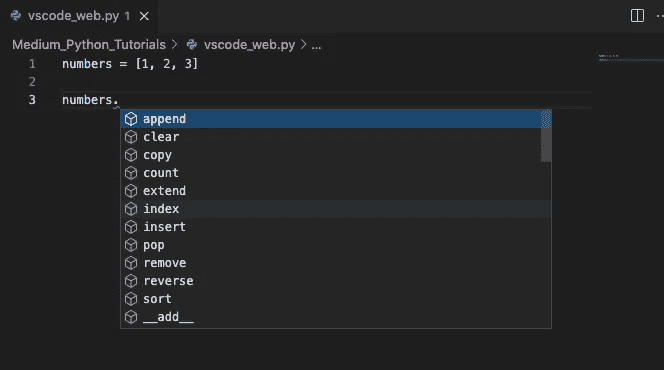 vscode_web.py 1
Medium_Python_Tutorials > vscode_web.py > ...
1 numbers = [1, 2, 3]
2
3 numbers.
append
clear
copy
count
extend
index
insert
pop
remove
reverse
sort
__add__